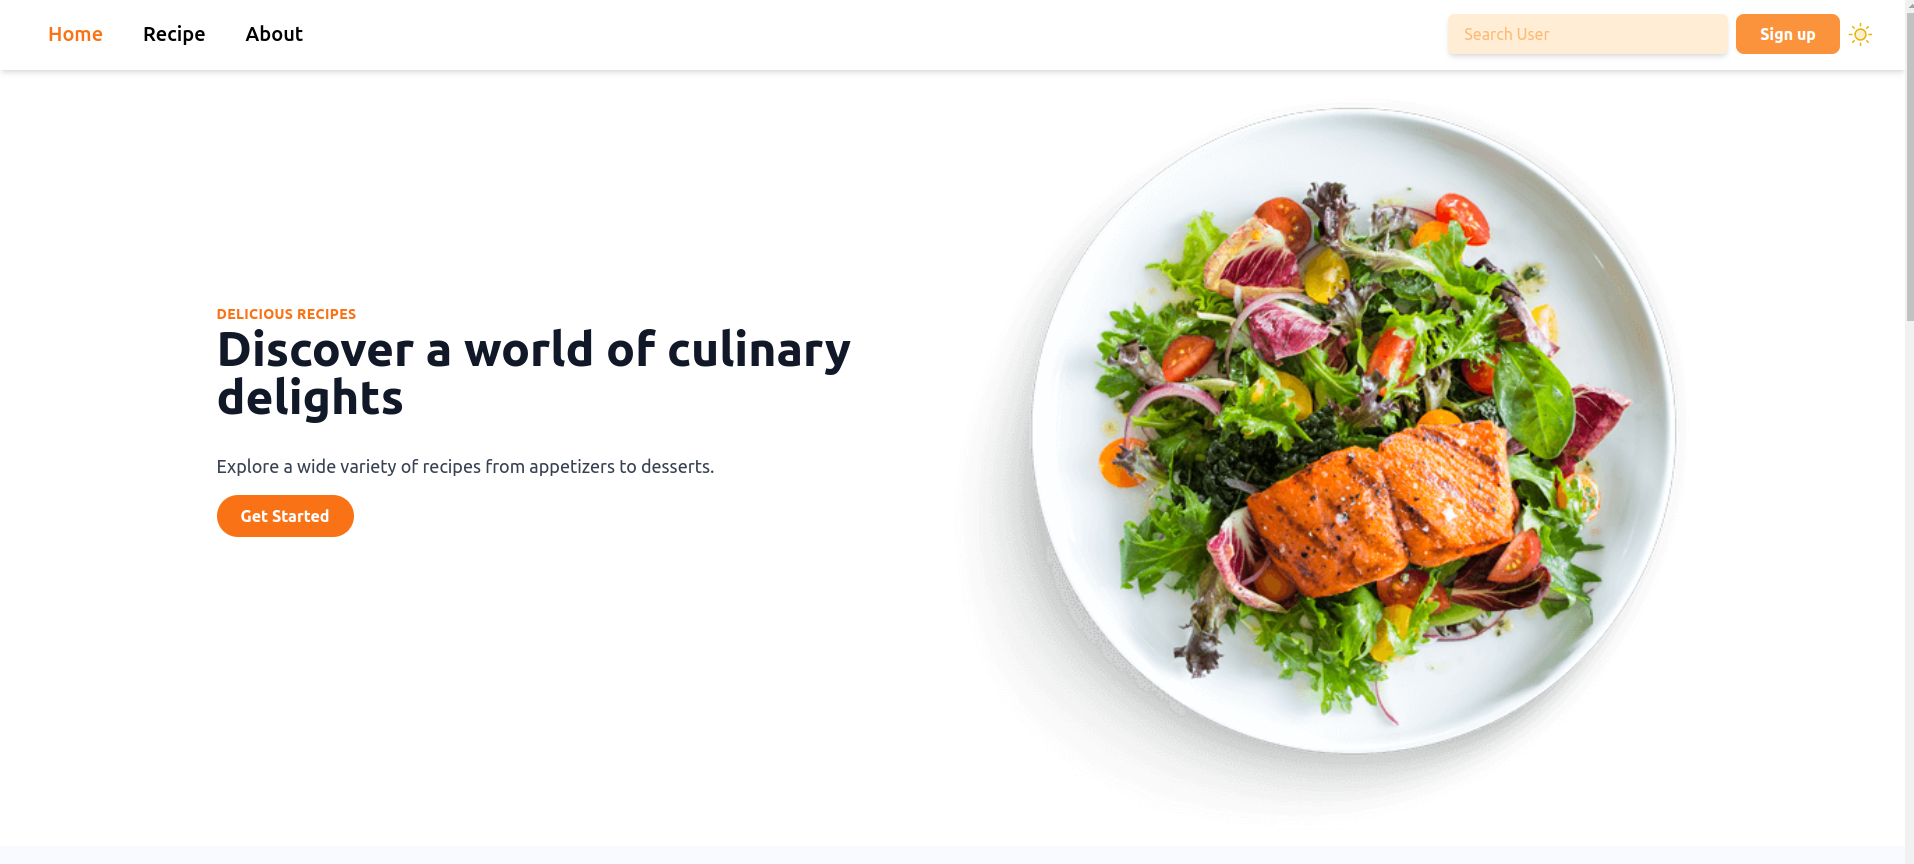 Home Recipe About Search User Sign up
DELICIOUS RECIPES
Discover a world of culinary
delights
Explore a wide variety of recipes from appetizers to desserts.
Get Started